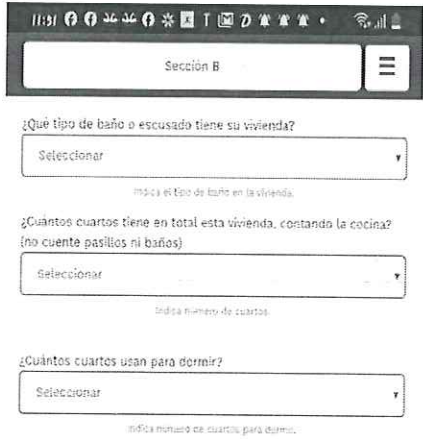 11:31
Sección B
¿Qué tipo de baño o escusado tiene su vivienda?
Seleccionar
Indica el tipo de baño en la vivienda.
¿Cuántos cuartos tiene en total esta vivienda, contando la cocina?
(no cuente pasillos ni baños)
Seleccionar
Indica número de cuartos.
¿Cuántos cuartos usan para dormir?
Seleccionar
Indica número de cuartos para dormir.